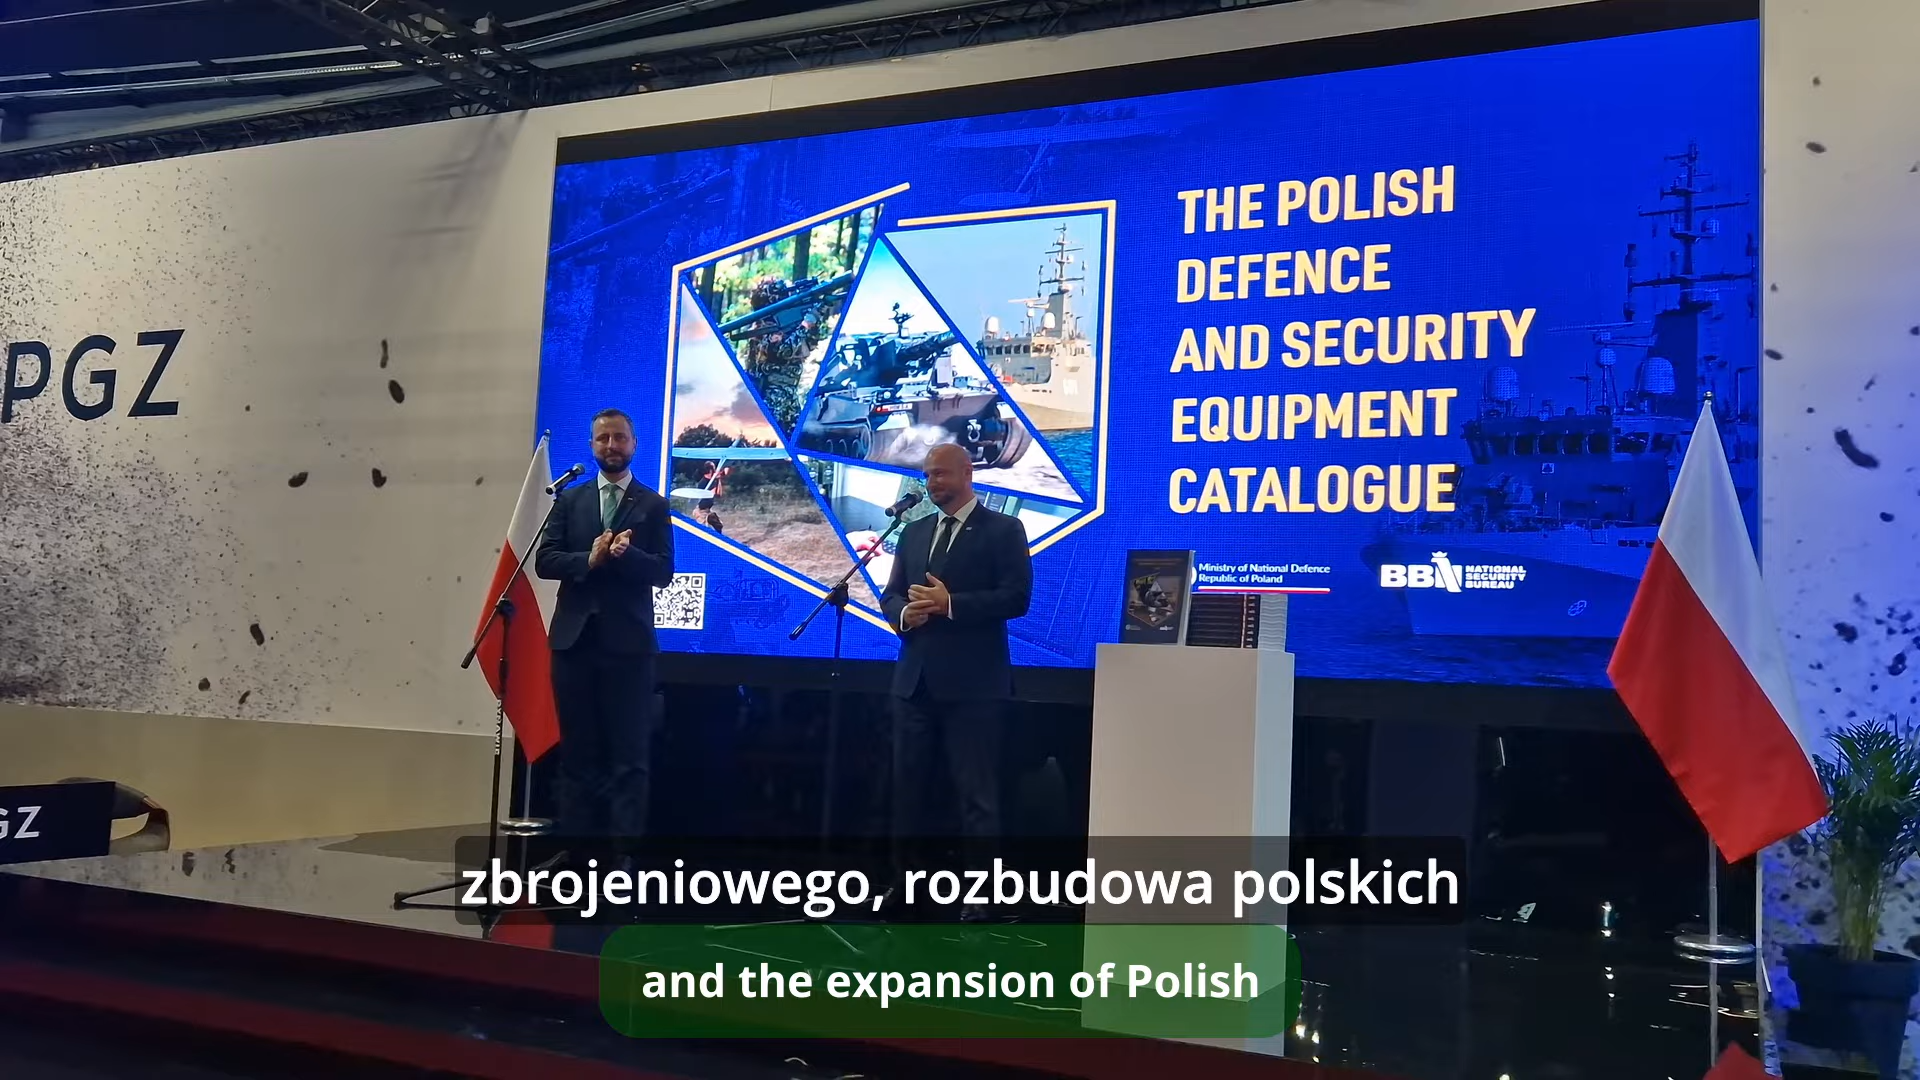 PGZ
THE POLISH
DEFENCE
AND SECURITY
EQUIPMENT
CATALOGUE
Ministry of National Defence
Republic of Poland
BBN NATIONAL
SECURITY
BUREAU
GZ
zbrojeniowego, rozbudowa polskich
and the expansion of Polish